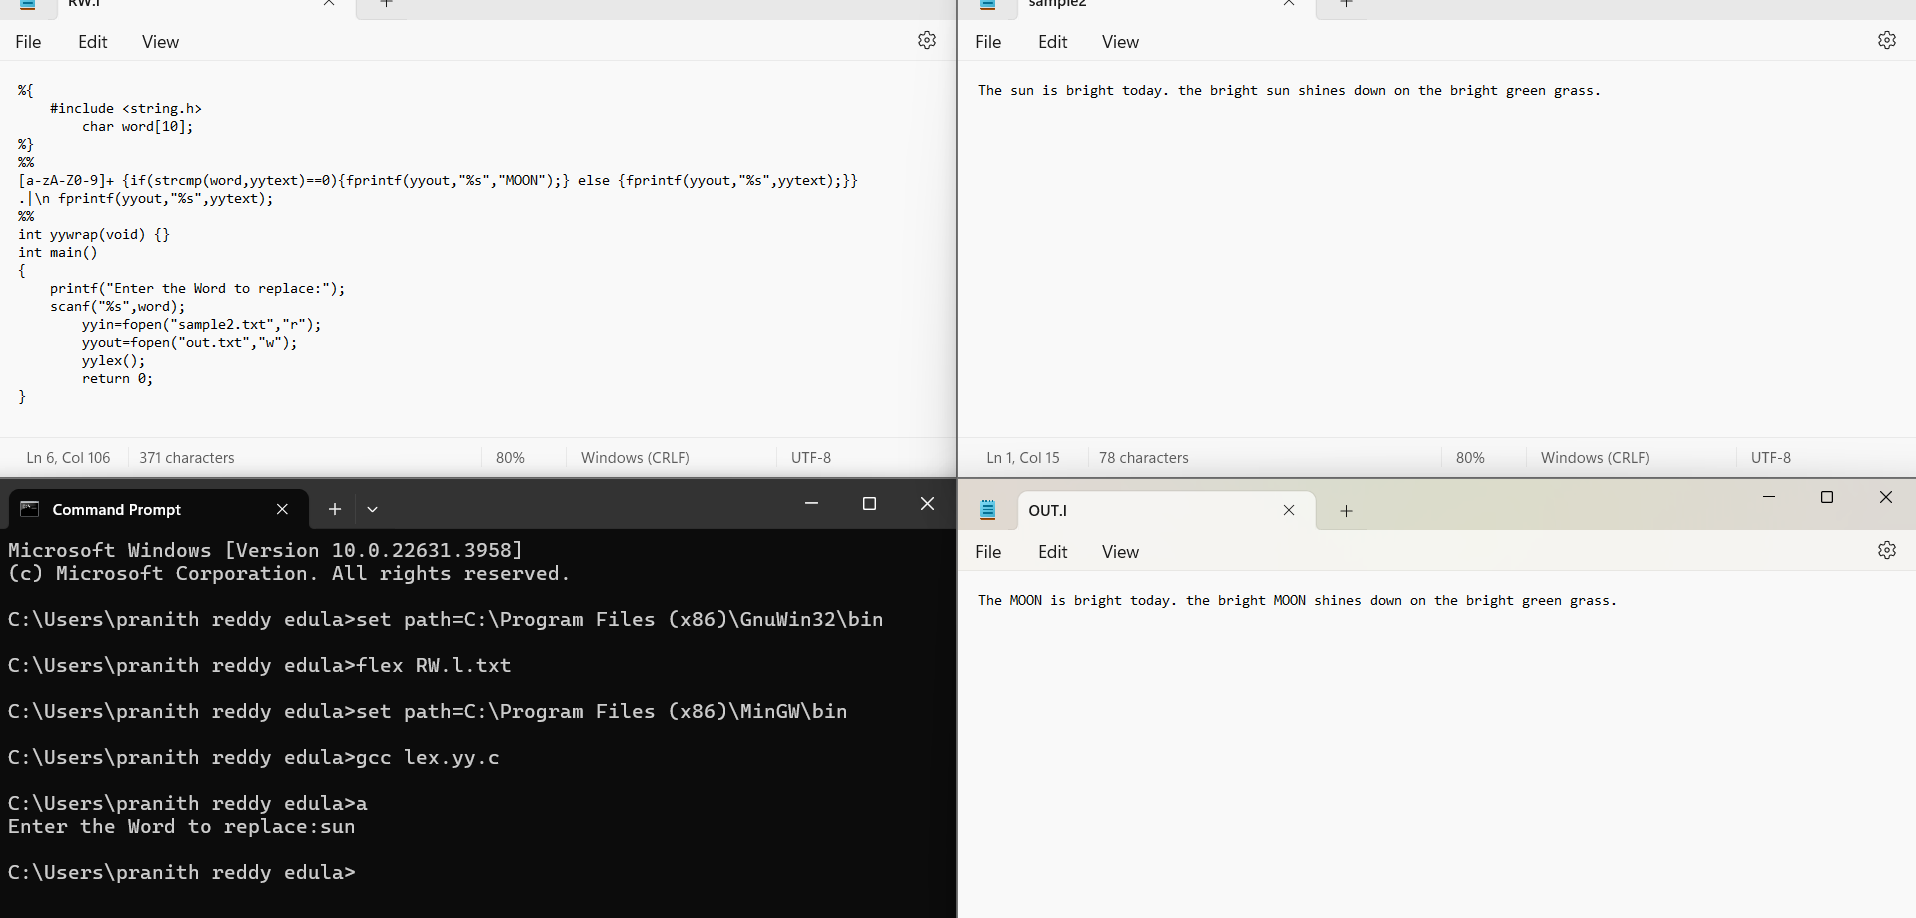 RW.l
File Edit View
%{
#include <string.h>
char word[10];
%}
%%
[a-zA-Z0-9]+ {if(strcmp(word,yytext)==0){fprintf(yyout,"%s","MOON");} else {fprintf(yyout,"%s",yytext);}}
.|\n fprintf(yyout,"%s",yytext);
%%
int yywrap(void) {}
int main()
{
printf("Enter the Word to replace:");
scanf("%s",word);
yyin=fopen("sample2.txt","r");
yyout=fopen("out.txt","w");
yylex();
return 0;
}
Ln 6, Col 106 371 characters 80% Windows (CRLF) UTF-8
sample2
File Edit View
The sun is bright today. the bright sun shines down on the bright green grass.
Ln 1, Col 15 78 characters 80% Windows (CRLF) UTF-8
Command Prompt
Microsoft Windows [Version 10.0.22631.3958]
(c) Microsoft Corporation. All rights reserved.
C:\Users\pranith reddy edula>set path=C:\Program Files (x86)\GnuWin32\bin
C:\Users\pranith reddy edula>flex RW.l.txt
C:\Users\pranith reddy edula>set path=C:\Program Files (x86)\MinGW\bin
C:\Users\pranith reddy edula>gcc lex.yy.c
C:\Users\pranith reddy edula>a
Enter the Word to replace:sun
C:\Users\pranith reddy edula>
OUT.l
File Edit View
The MOON is bright today. the bright MOON shines down on the bright green grass.